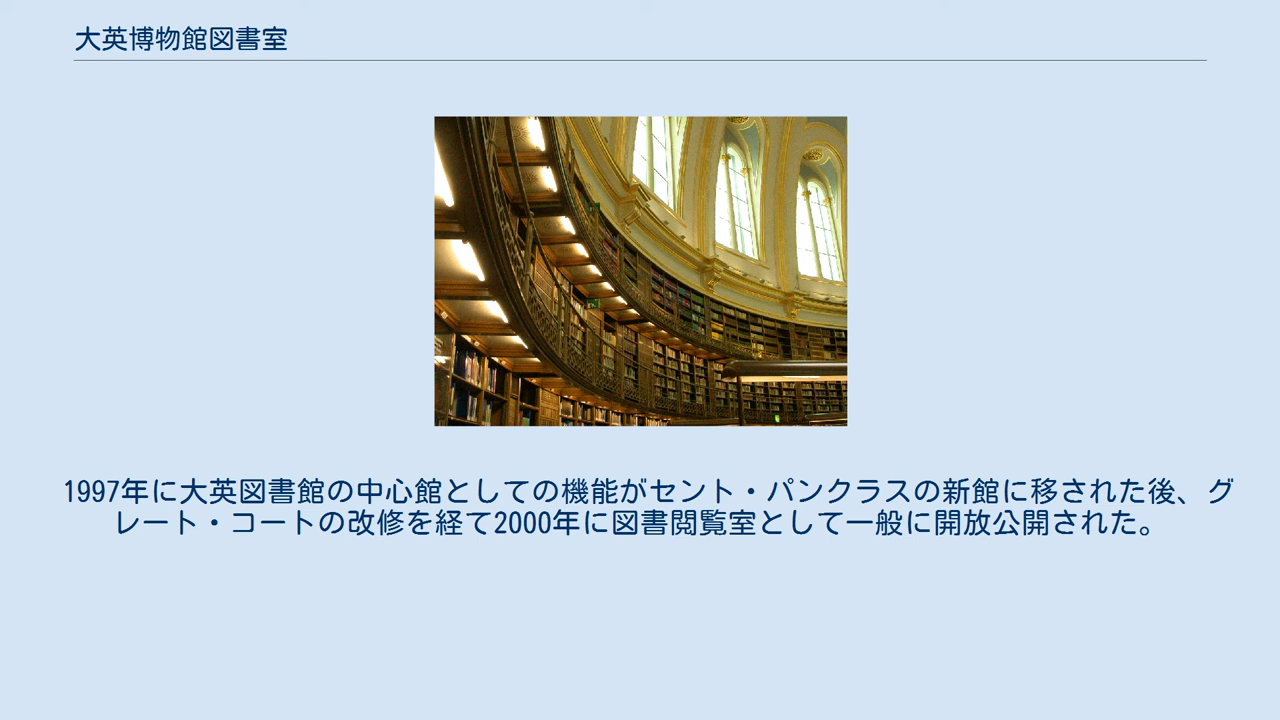 大英博物館図書室
1997年に大英図書館の中心館としての機能がセント・パンクラスの新館に移された後、グ
レート・コートの改修を経て2000年に図書閲覧室として一般に開放公開された。